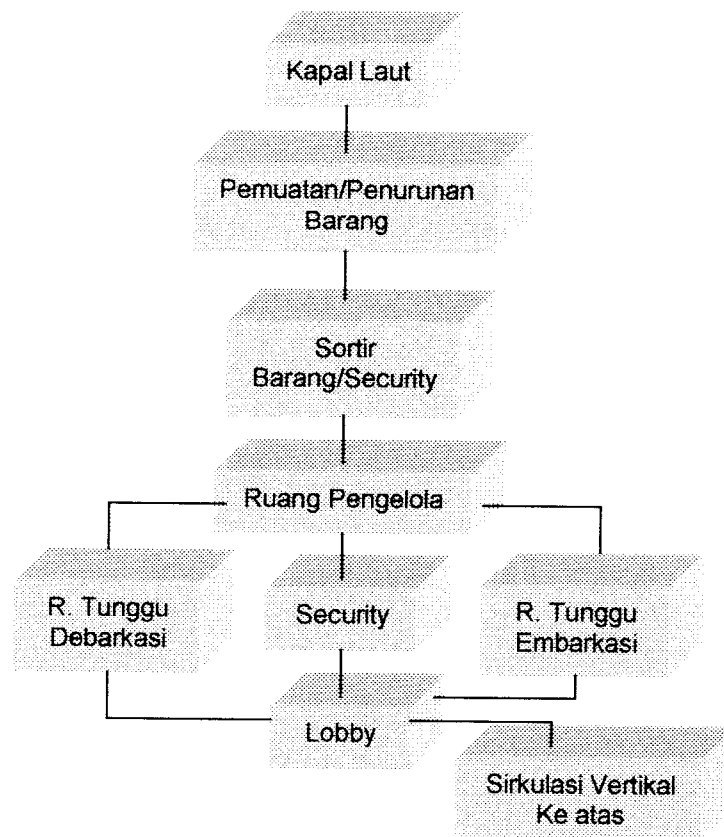 Kapal Laut
Pemuatan/Penurunan
Barang
Sortir
Barang/Security
Ruang Pengelola
R. Tunggu
Debarkasi
Security
R. Tunggu
Embarkasi
Lobby
Sirkulasi Vertikal
Ke atas